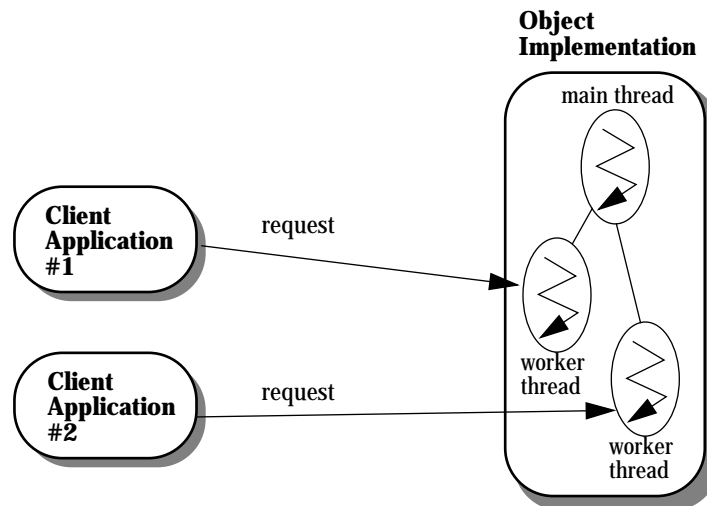 Object
Implementation
main thread
Client
Application
#1
request
worker
thread
Client
Application
#2
request
worker
thread